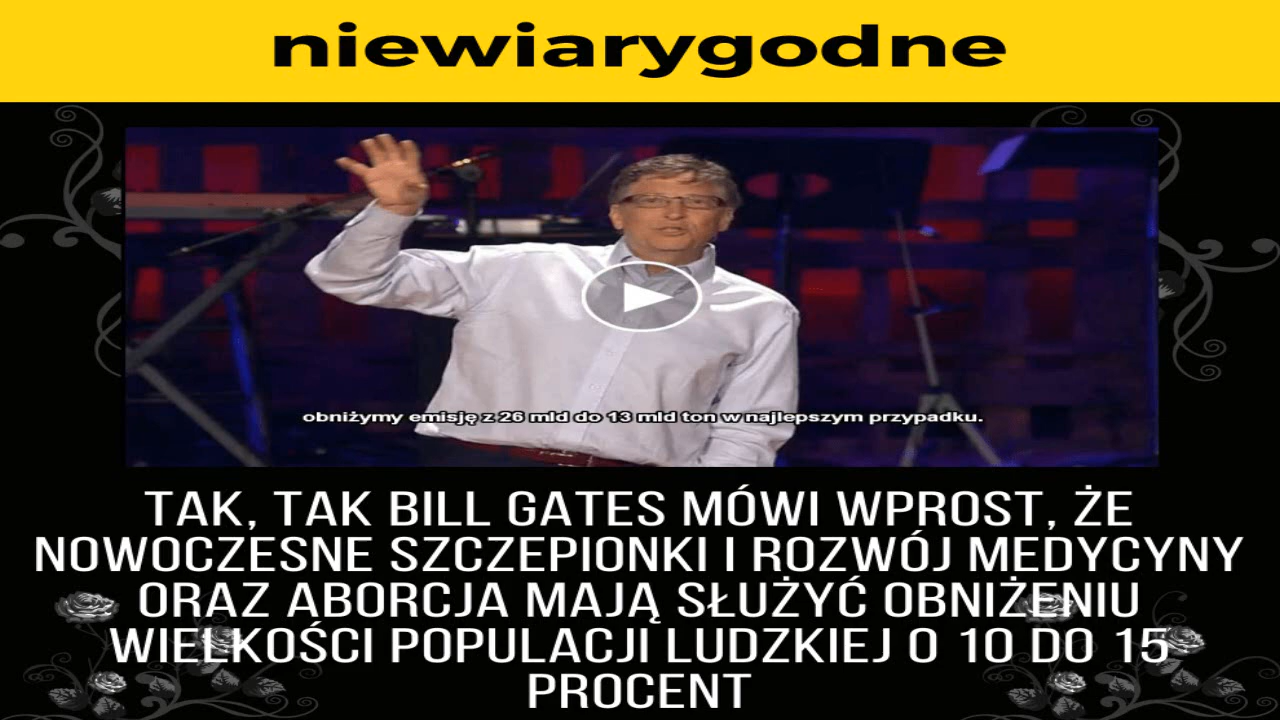 niewiarygodne
obniżymy emisję z 26 mld do 13 mld ton w najlepszym przypadku.
TAK, TAK BILL GATES MÓWI WPROST, ŻE
NOWOCZESNE SZCZEPIONKI I ROZWÓJ MEDYCYNY
ORAZ ABORCJA MAJĄ SŁUŻYĆ OBNIŻENIU
WIELKOŚCI POPULACJI LUDZKIEJ O 10 DO 15
PROCENT